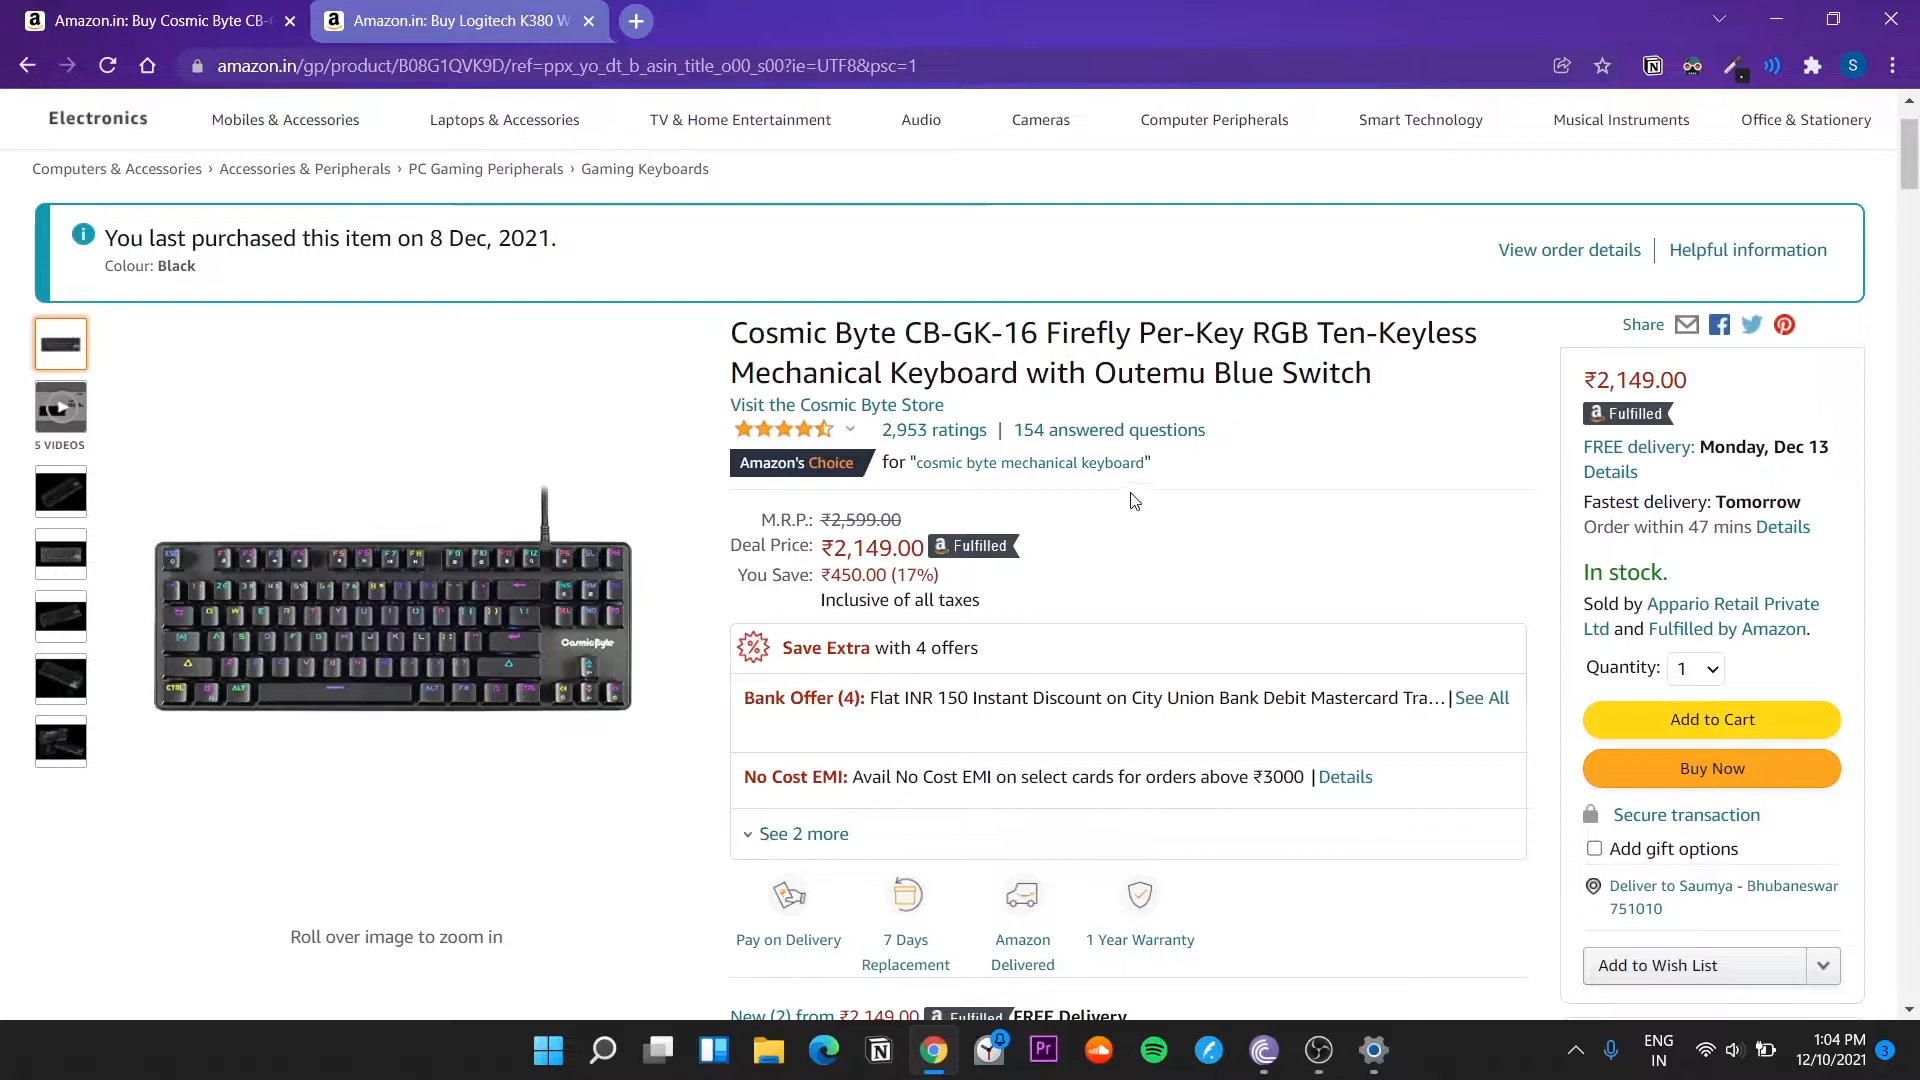 Amazon.in: Buy Cosmic Byte CB-
Amazon.in: Buy Logitech K380 W
amazon.in/gp/product/B08G1QVK9D/ref=ppx_yo_dt_b_asin_title_o00_s00?ie=UTF8&psc=1
S
Electronics
Mobiles & Accessories
Laptops & Accessories
TV & Home Entertainment
Audio
Cameras
Computer Peripherals
Smart Technology
Musical Instruments
Office & Stationery
Computers & Accessories › Accessories & Peripherals › PC Gaming Peripherals › Gaming Keyboards
You last purchased this item on 8 Dec, 2021.
Colour: Black
View order details
Helpful information
5 VIDEOS
CosmicByte
Roll over image to zoom in
Cosmic Byte CB-GK-16 Firefly Per-Key RGB Ten-Keyless
Mechanical Keyboard with Outemu Blue Switch
Visit the Cosmic Byte Store
2,953 ratings | 154 answered questions
Amazon's Choice for "cosmic byte mechanical keyboard"
M.R.P.: ₹2,599.00
Deal Price: ₹2,149.00 Fulfilled
You Save: ₹450.00 (17%)
Inclusive of all taxes
Save Extra with 4 offers
Bank Offer (4): Flat INR 150 Instant Discount on City Union Bank Debit Mastercard Tra… | See All
No Cost EMI: Avail No Cost EMI on select cards for orders above ₹3000 | Details
See 2 more
Pay on Delivery
7 Days
Replacement
Amazon
Delivered
1 Year Warranty
New (2) from ₹2,149.00 Fulfilled FREE Delivery
Share
₹2,149.00
Fulfilled
FREE delivery: Monday, Dec 13
Details
Fastest delivery: Tomorrow
Order within 47 mins Details
In stock.
Sold by Appario Retail Private
Ltd and Fulfilled by Amazon.
Quantity: 1
Add to Cart
Buy Now
Secure transaction
Add gift options
Deliver to Saumya - Bhubaneswar
751010
Add to Wish List
Pr
ENG
IN
1:04 PM
12/10/2021
3